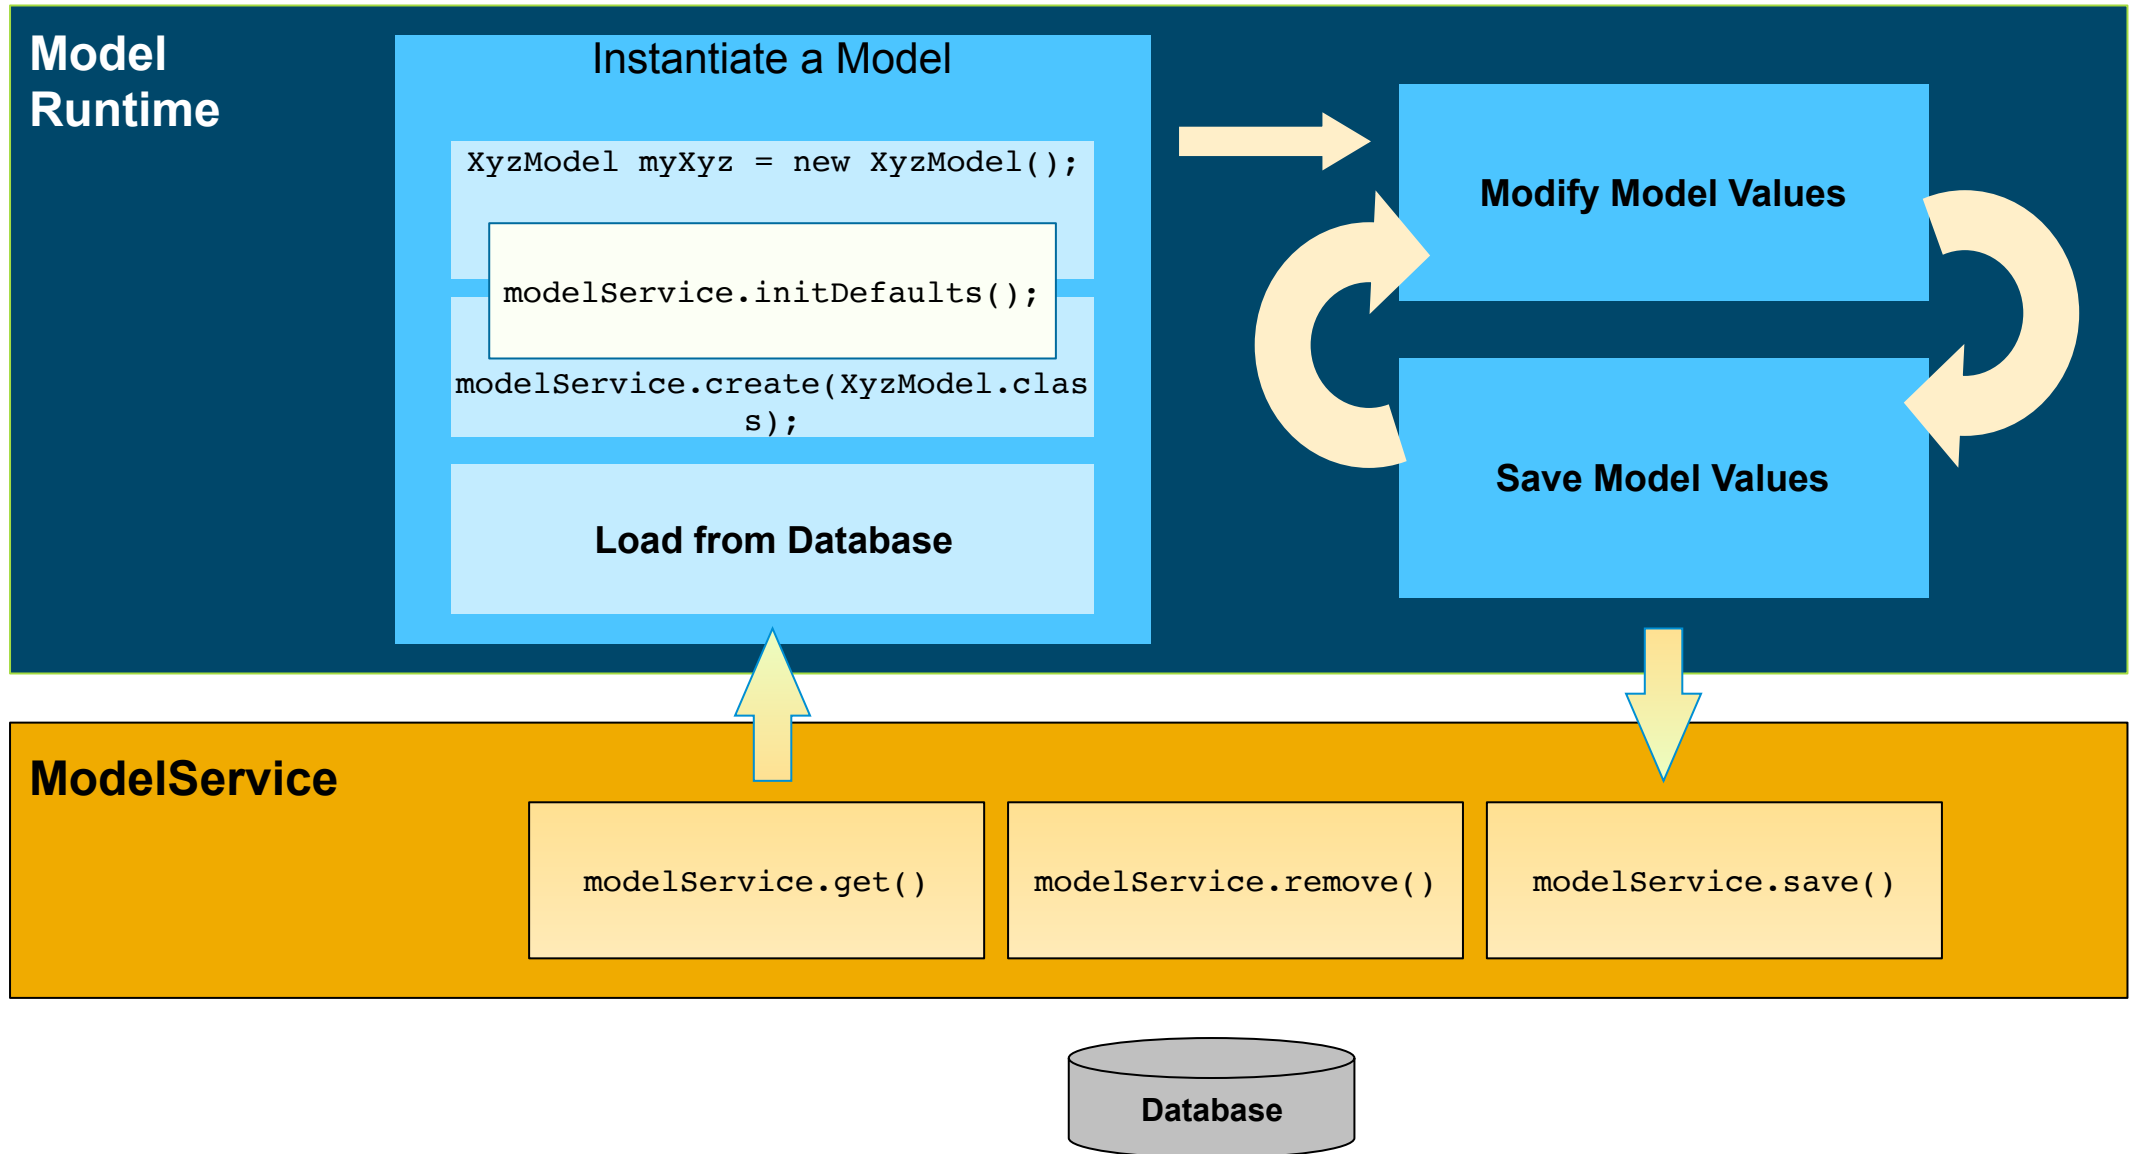 Model
Runtime
Instantiate a Model
XyzModel myXyz = new XyzModel();
modelService.initDefaults();
modelService.create(XyzModel.clas
s);
Load from Database
Modify Model Values
Save Model Values
ModelService
modelService.get()
modelService.remove()
modelService.save()
Database